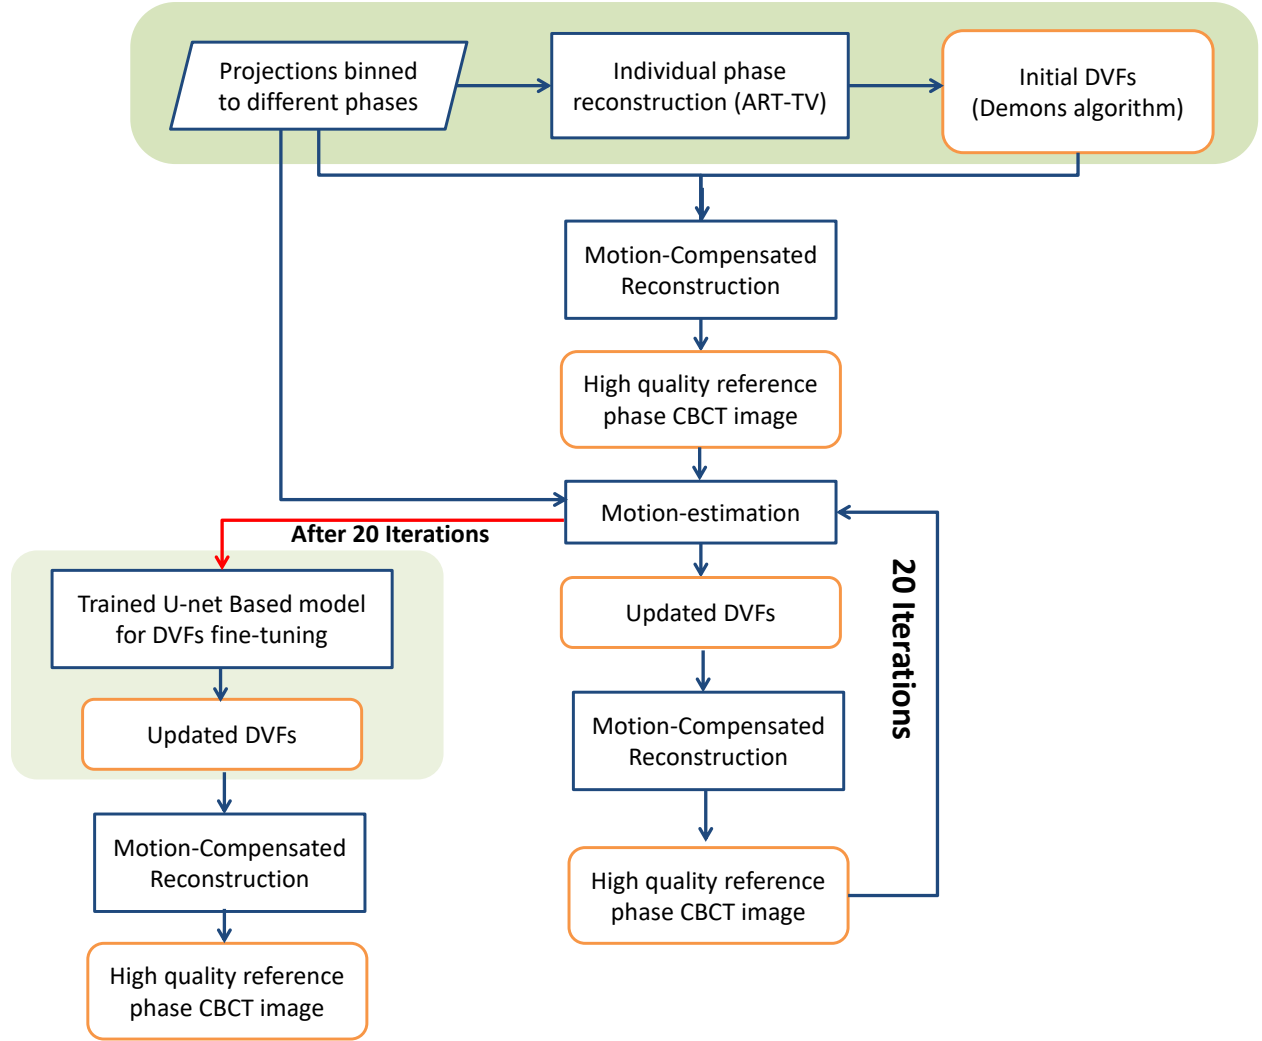 Projections binned
to different phases
Individual phase
reconstruction (ART-TV)
Initial DVFs
(Demons algorithm)
Motion-Compensated
Reconstruction
High quality reference
phase CBCT image
Motion-estimation
After 20 Iterations
20 Iterations
Trained U-net Based model
for DVFs fine-tuning
Updated DVFs
Updated DVFs
Motion-Compensated
Reconstruction
Motion-Compensated
Reconstruction
High quality reference
phase CBCT image
High quality reference
phase CBCT image